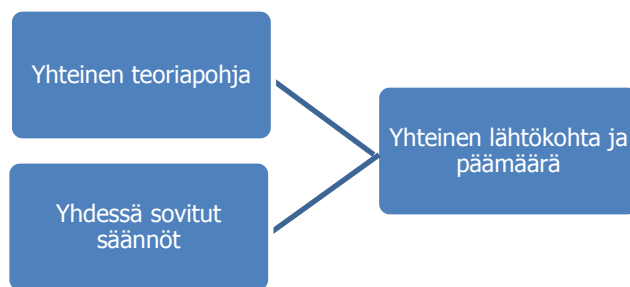 Yhteinen teoriapohja
Yhdessä sovitut
säännöt
Yhteinen lähtökohta ja
päämäärä